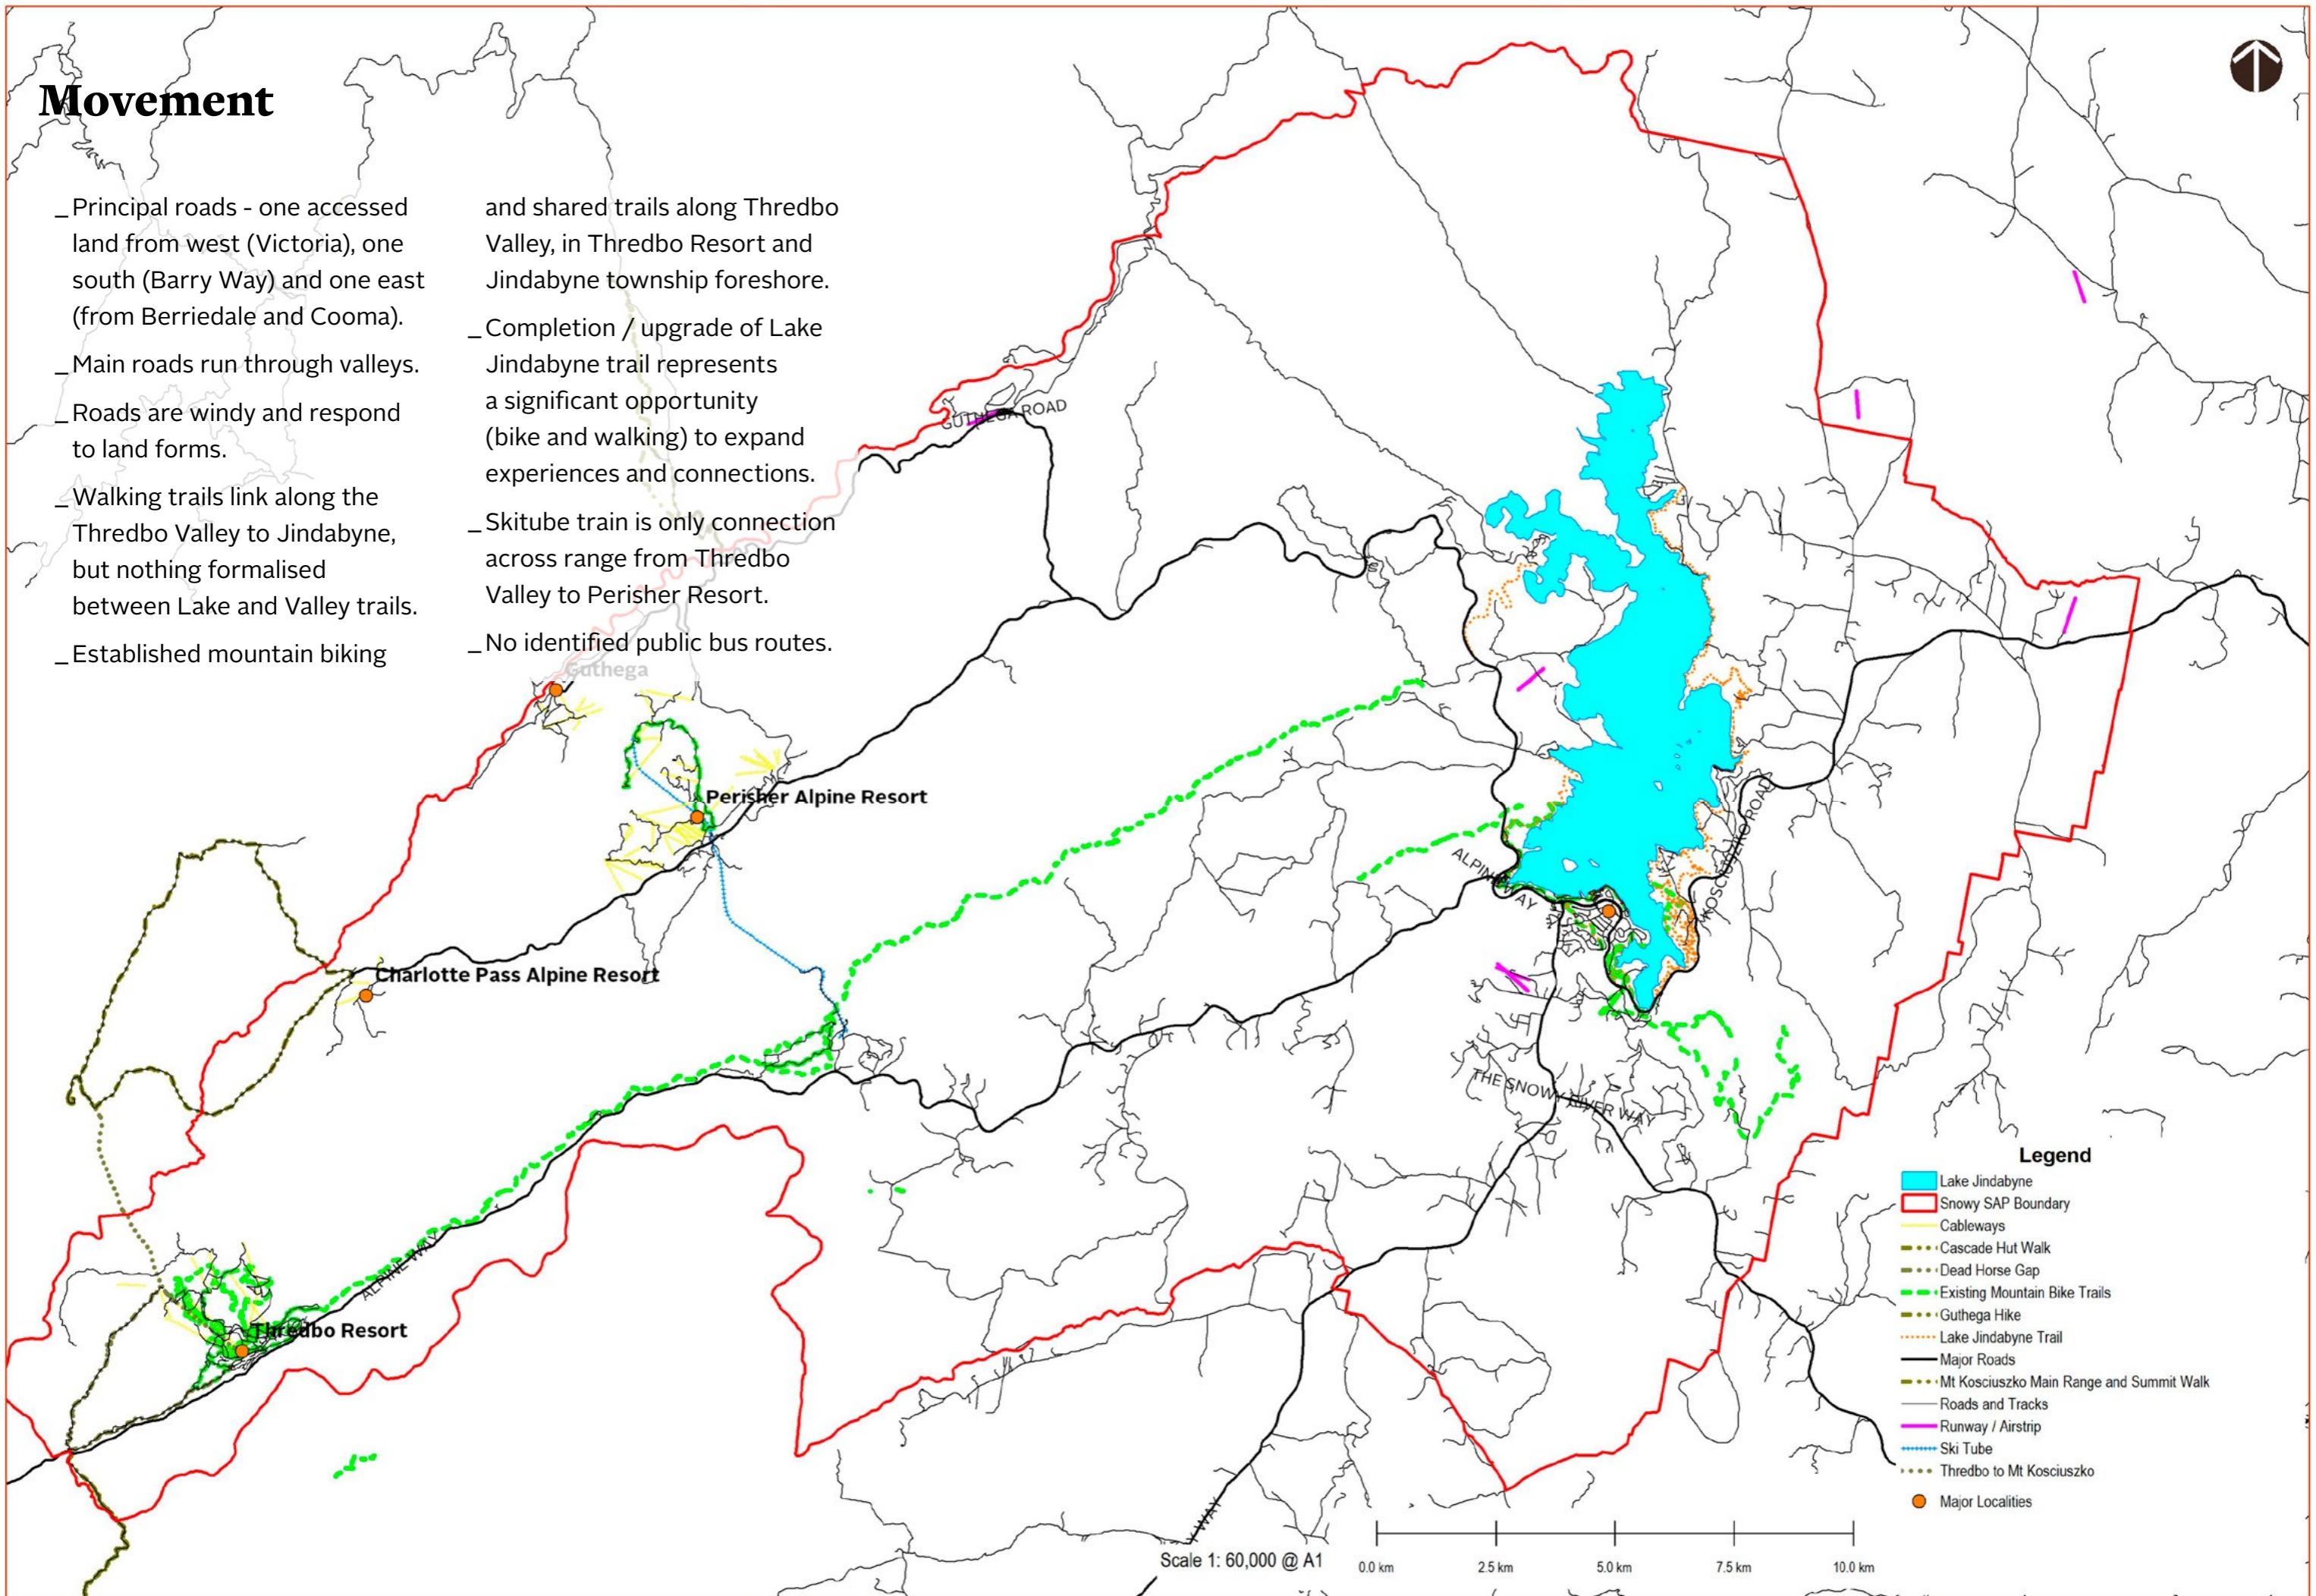 Movement
_ Principal roads - one accessed
land from west (Victoria), one
south (Barry Way) and one east
(from Berriedale and Cooma).
_ Main roads run through valleys.
_ Roads are windy and respond
to land forms.
_ Walking trails link along the
Thredbo Valley to Jindabyne,
but nothing formalised
between Lake and Valley trails.
_ Established mountain biking
and shared trails along Thredbo
Valley, in Thredbo Resort and
Jindabyne township foreshore.
_ Completion / upgrade of Lake
Jindabyne trail represents
a significant opportunity
(bike and walking) to expand
experiences and connections.
_ Skitube train is only connection
across range from Thredbo
Valley to Perisher Resort.
_ No identified public bus routes.
GUTHEGA ROAD
Guthega
Perisher Alpine Resort
KOSCIUSZKO ROAD
ALPINE WAY
Charlotte Pass Alpine Resort
THE SNOWY RIVER WAY
ALPINE WAY
Thredbo Resort
WAY
Legend
Lake Jindabyne
Snowy SAP Boundary
Cableways
Cascade Hut Walk
Dead Horse Gap
Existing Mountain Bike Trails
Guthega Hike
Lake Jindabyne Trail
Major Roads
Mt Kosciuszko Main Range and Summit Walk
Roads and Tracks
Runway / Airstrip
Ski Tube
Thredbo to Mt Kosciuszko
Major Localities
Scale 1: 60,000 @ A1
0.0 km 2.5 km 5.0 km 7.5 km 10.0 km